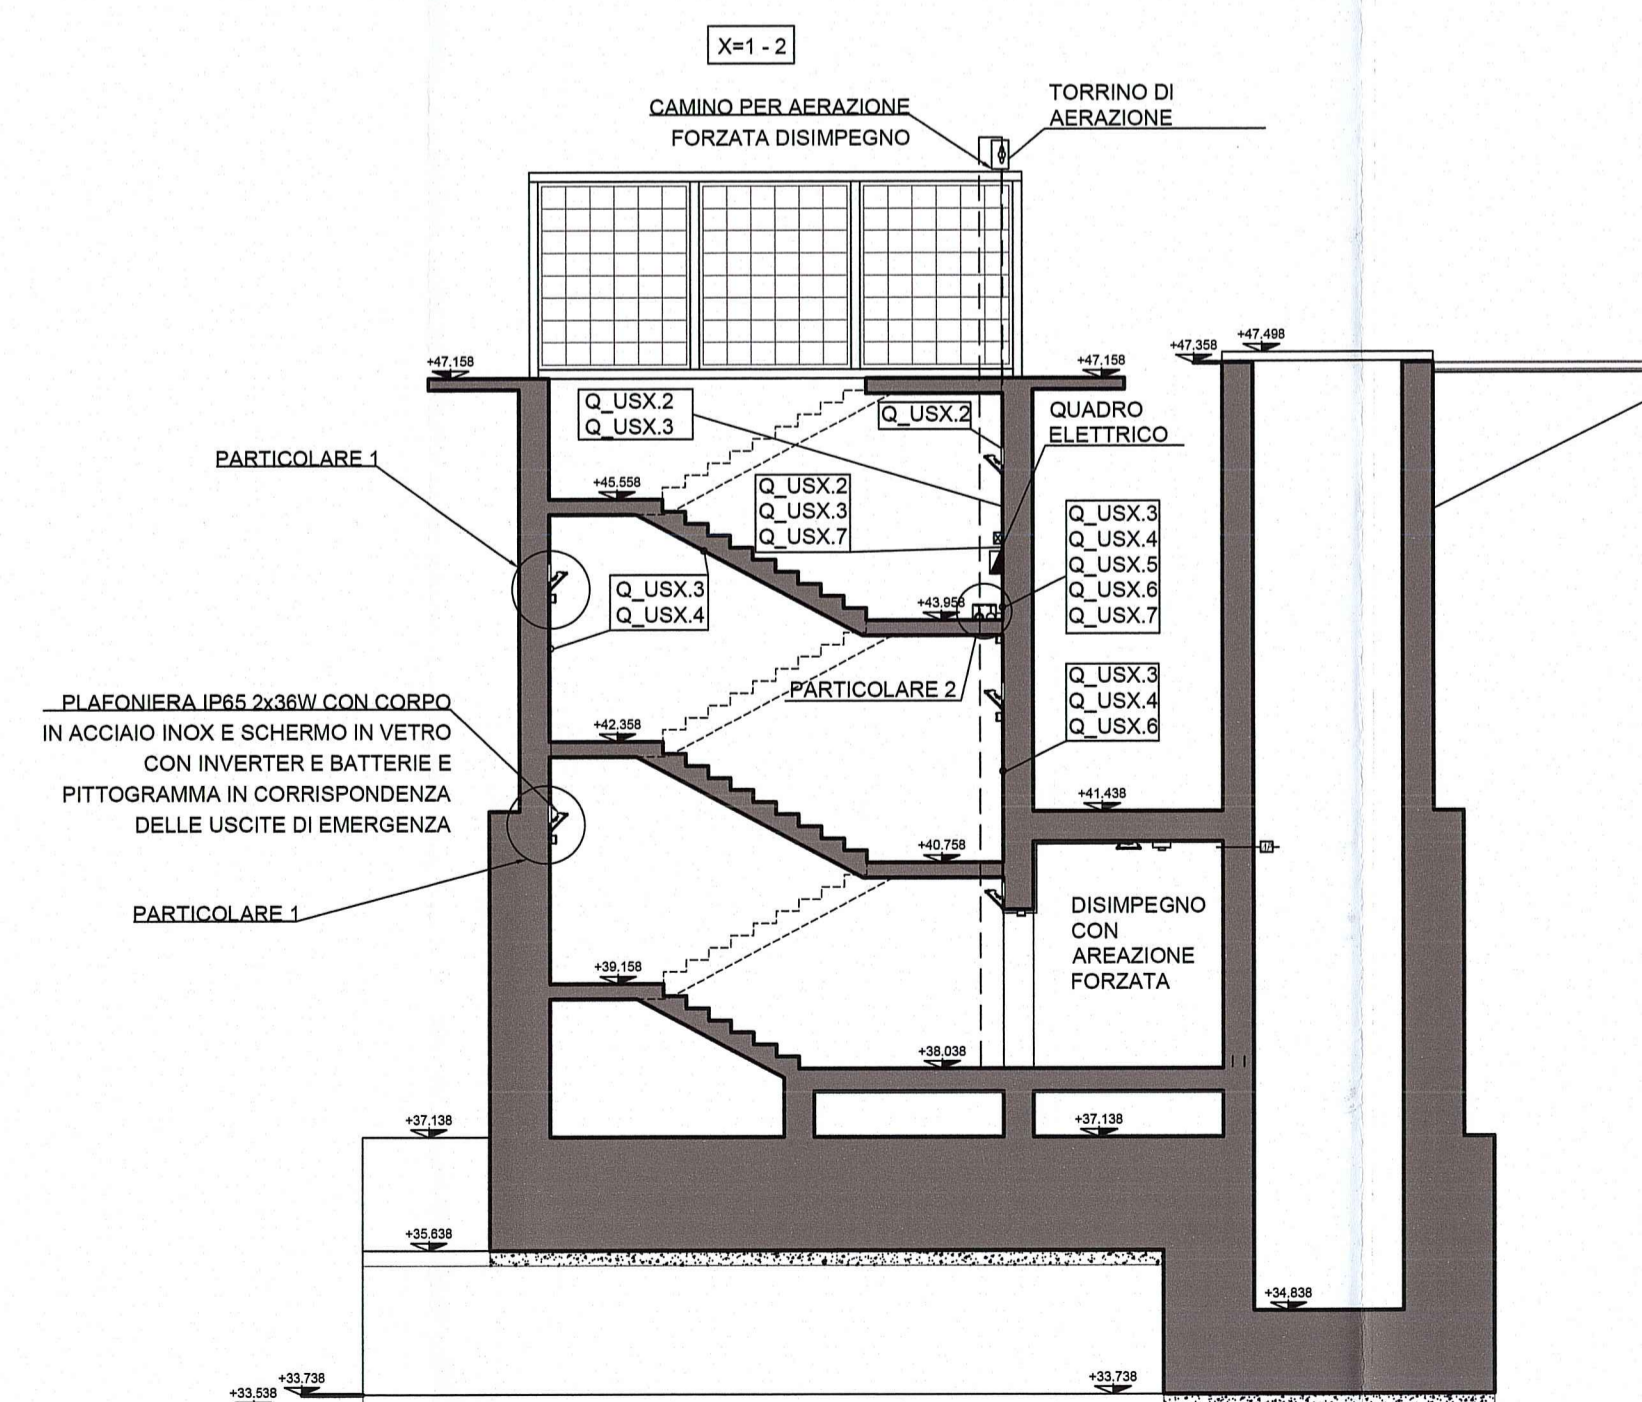 X=1 - 2
CAMINO PER AERAZIONE
FORZATA DISIMPEGNO
TORRINO DI
AERAZIONE
+47.158
+47.158
+47.358
+47.498
Q_USX.2
Q_USX.3
Q_USX.2
QUADRO
ELETTRICO
PARTICOLARE 1
+45.558
Q_USX.2
Q_USX.3
Q_USX.7
Q_USX.3
Q_USX.4
Q_USX.5
Q_USX.6
Q_USX.7
Q_USX.3
Q_USX.4
+43.958
PARTICOLARE 2
Q_USX.3
Q_USX.4
Q_USX.6
PLAFONIERA IP65 2x36W CON CORPO
IN ACCIAIO INOX E SCHERMO IN VETRO
CON INVERTER E BATTERIE E
PITTOGRAMMA IN CORRISPONDENZA
DELLE USCITE DI EMERGENZA
+42.358
+41.438
+40.758
PARTICOLARE 1
DISIMPEGNO
CON
AREAZIONE
FORZATA
+39.158
+38.038
+37.138
+37.138
+35.638
+34.838
+33.738
+33.538
+33.738